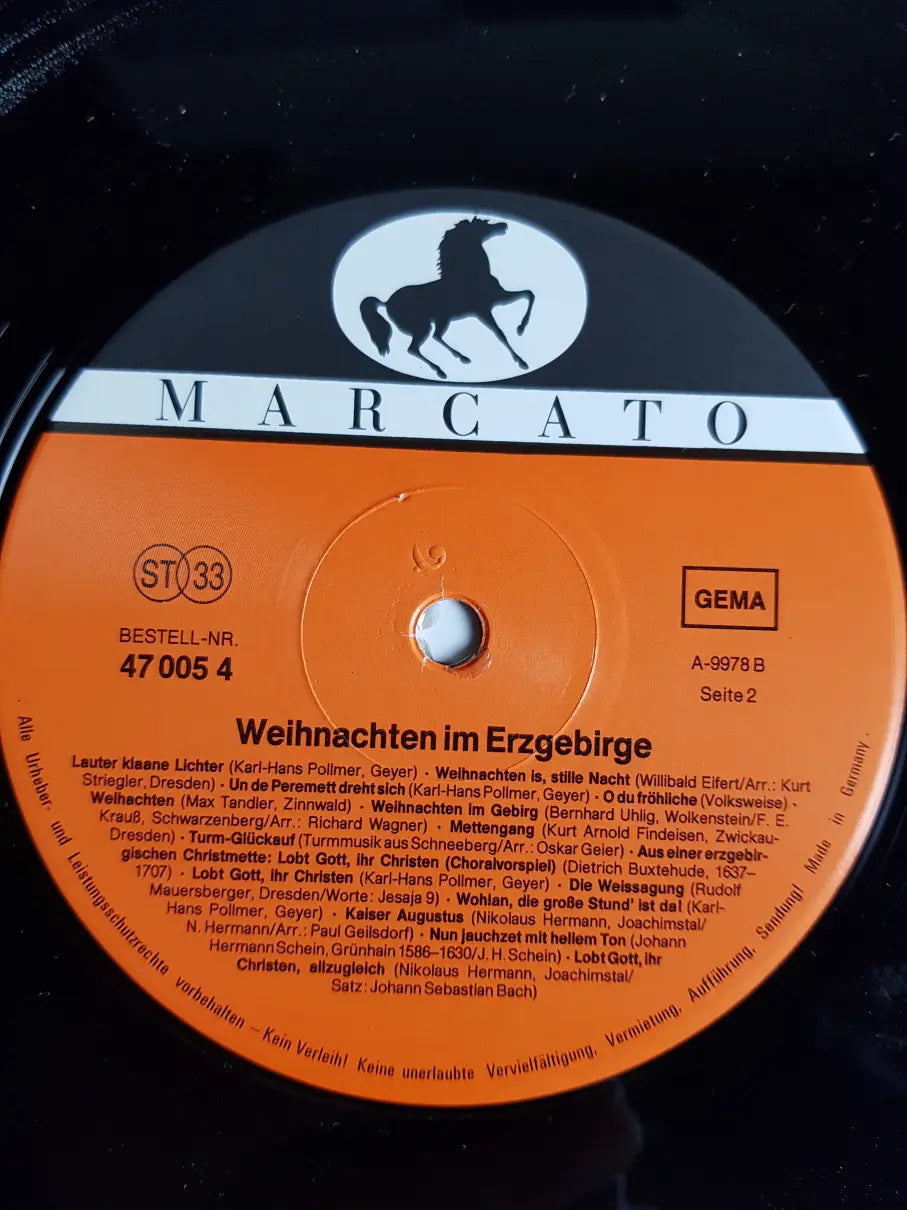 MARCATO
ST 33
BESTELL-NR.
47 005 4
GEMA
A-9978 B
Seite 2
Weihnachten im Erzgebirge
Lauter klaane Lichter (Karl-Hans Pollmer, Geyer) · Weihnachten is, stille Nacht (Willibald Eifert/Arr.: Kurt
Striegler, Dresden) · Un de Peremett dreht sich (Karl-Hans Pollmer, Geyer) · O du fröhliche (Volksweise) ·
Weihachten (Max Tandler, Zinnwald) · Weihnachten im Gebirg (Bernhard Uhlig, Wolkenstein/F. E.
Krauß, Schwarzenberg/Arr.: Richard Wagner) · Mettengang (Kurt Arnold Findeisen, Zwickau-
Dresden) · Turm-Glückauf (Turmmusik aus Schneeberg/Arr.: Oskar Geier) · Aus einer erzgebir-
gischen Christmette: Lobt Gott, ihr Christen (Choralvorspiel) (Dietrich Buxtehude, 1637–
1707) · Lobt Gott, ihr Christen (Karl-Hans Pollmer, Geyer) · Die Weissagung (Rudolf
Mauersberger, Dresden/Worte: Jesaja 9) · Wohlan, die große Stund' ist da! (Karl-
Hans Pollmer, Geyer) · Kaiser Augustus (Nikolaus Hermann, Joachimstal/
N. Hermann/Arr.: Paul Geilsdorf) · Nun jauchzet mit hellem Ton (Johann
Hermann Schein, Grünhain 1586–1630/J. H. Schein) · Lobt Gott, ihr
Christen, allzugleich (Nikolaus Hermann, Joachimstal/
Satz: Johann Sebastian Bach)
Alle Urheber- und Leistungsschutzrechte vorbehalten – Kein Verleih! Keine unerlaubte Vervielfältigung, Vermietung, Aufführung, Sendung! Made in Germany.